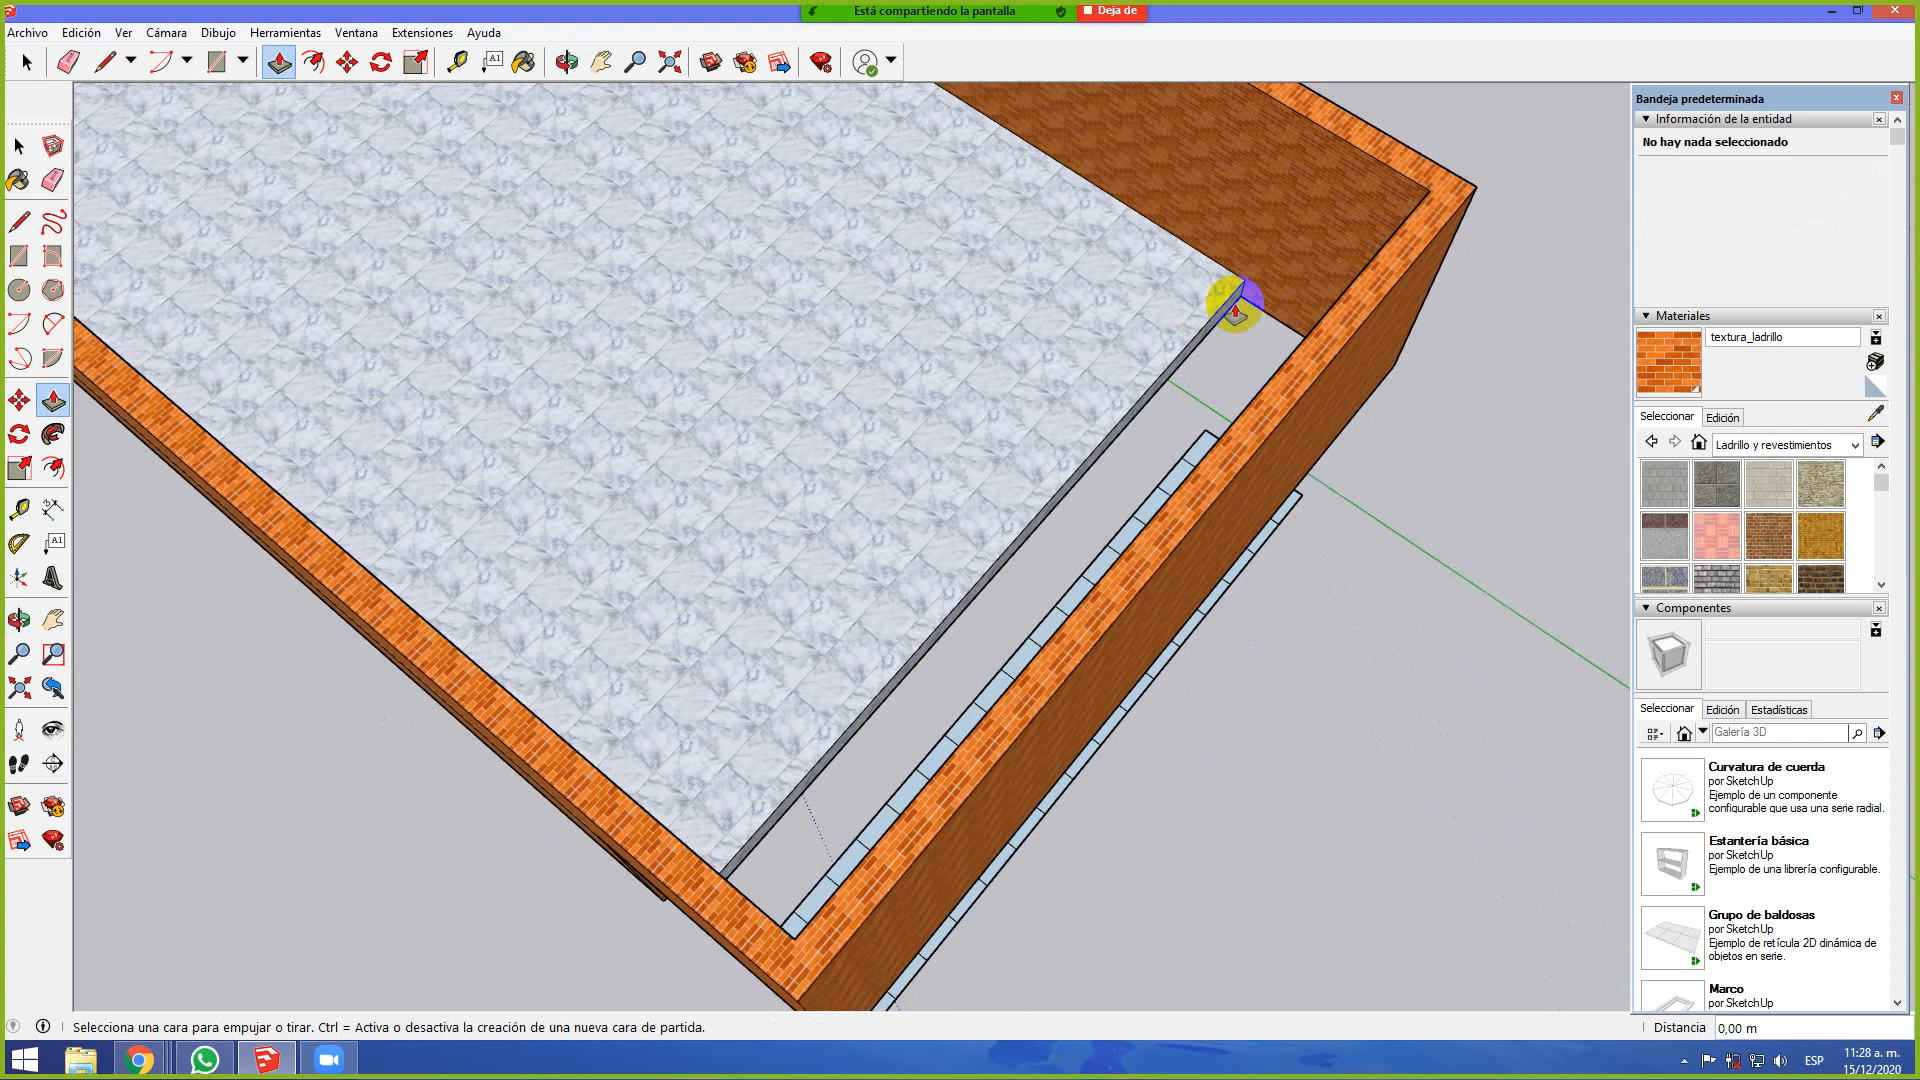 Está compartiendo la pantalla
Deja de
Archivo Edición Ver Cámara Dibujo Herramientas Ventana Extensiones Ayuda
A1
Bandeja predeterminada
Información de la entidad
No hay nada seleccionado
Materiales
textura_ladrillo
Seleccionar Edición
Ladrillo y revestimientos
A1
Componentes
Seleccionar Edición Estadísticas
Galería 3D
Curvatura de cuerda
por SketchUp
Ejemplo de un componente
configurable que usa una serie radial.
Estantería básica
por SketchUp
Ejemplo de una librería configurable.
Grupo de baldosas
por SketchUp
Ejemplo de retícula 2D dinámica de
objetos en serie.
Marco
por SketchUp
Selecciona una cara para empujar o tirar. Ctrl = Activa o desactiva la creación de una nueva cara de partida.
Distancia 0,00 m
ESP
11:28 a. m.
15/12/2020